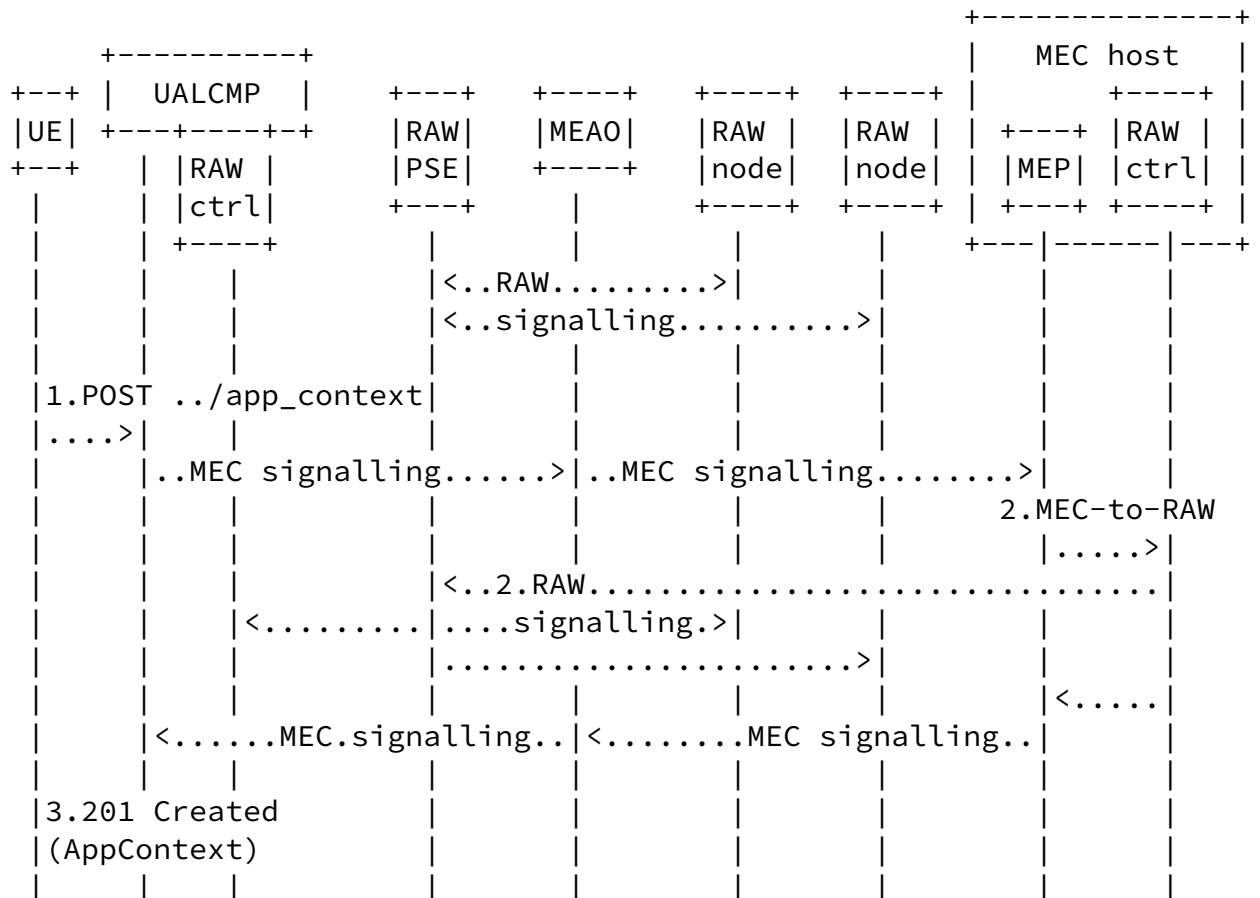 MEC host
UALCMP
UE RAW MEAO RAW RAW RAW
RAW PSE node node MEP ctrl
ctrl
RAW
signalling
1.POST ../app_context
MEC signalling MEC signalling
2.MEC-to-RAW
2.RAW
signalling
MEC.signalling MEC signalling
3.201 Created
(AppContext)